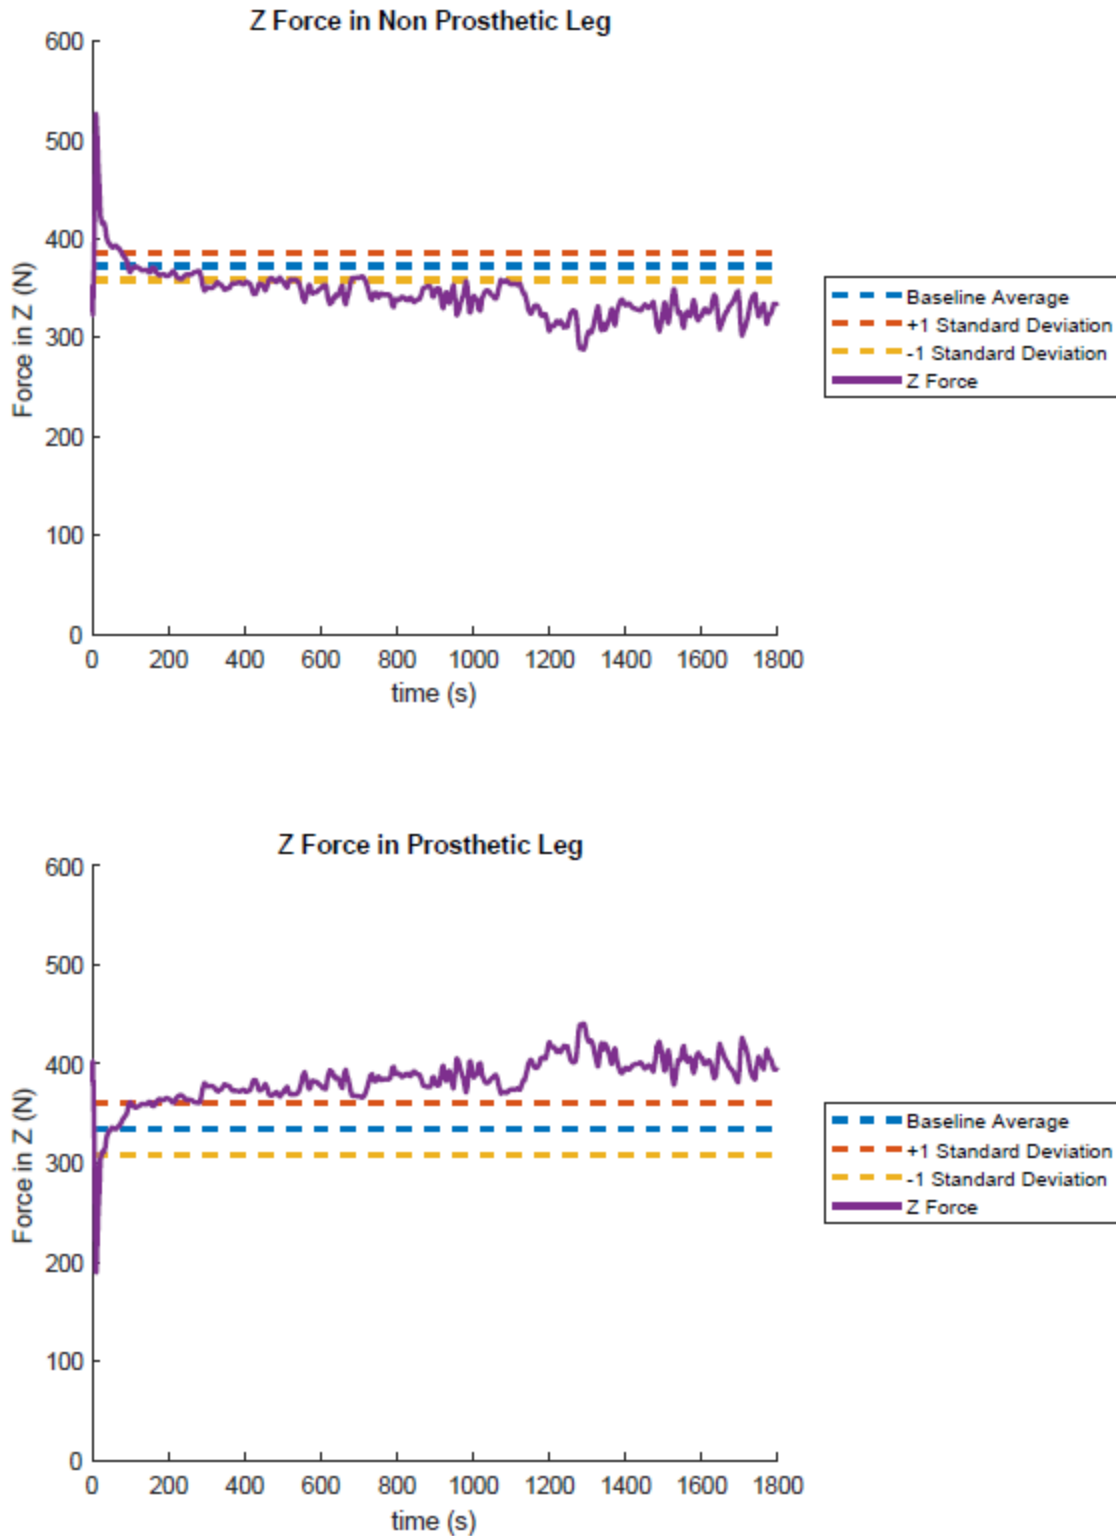 Z Force in Non Prosthetic Leg
600
500
400
300
200
100
0
Force in Z (N)
0 200 400 600 800 1000 1200 1400 1600 1800
time (s)
Baseline Average
+1 Standard Deviation
-1 Standard Deviation
Z Force
Z Force in Prosthetic Leg
600
500
400
300
200
100
0
Force in Z (N)
0 200 400 600 800 1000 1200 1400 1600 1800
time (s)
Baseline Average
+1 Standard Deviation
-1 Standard Deviation
Z Force